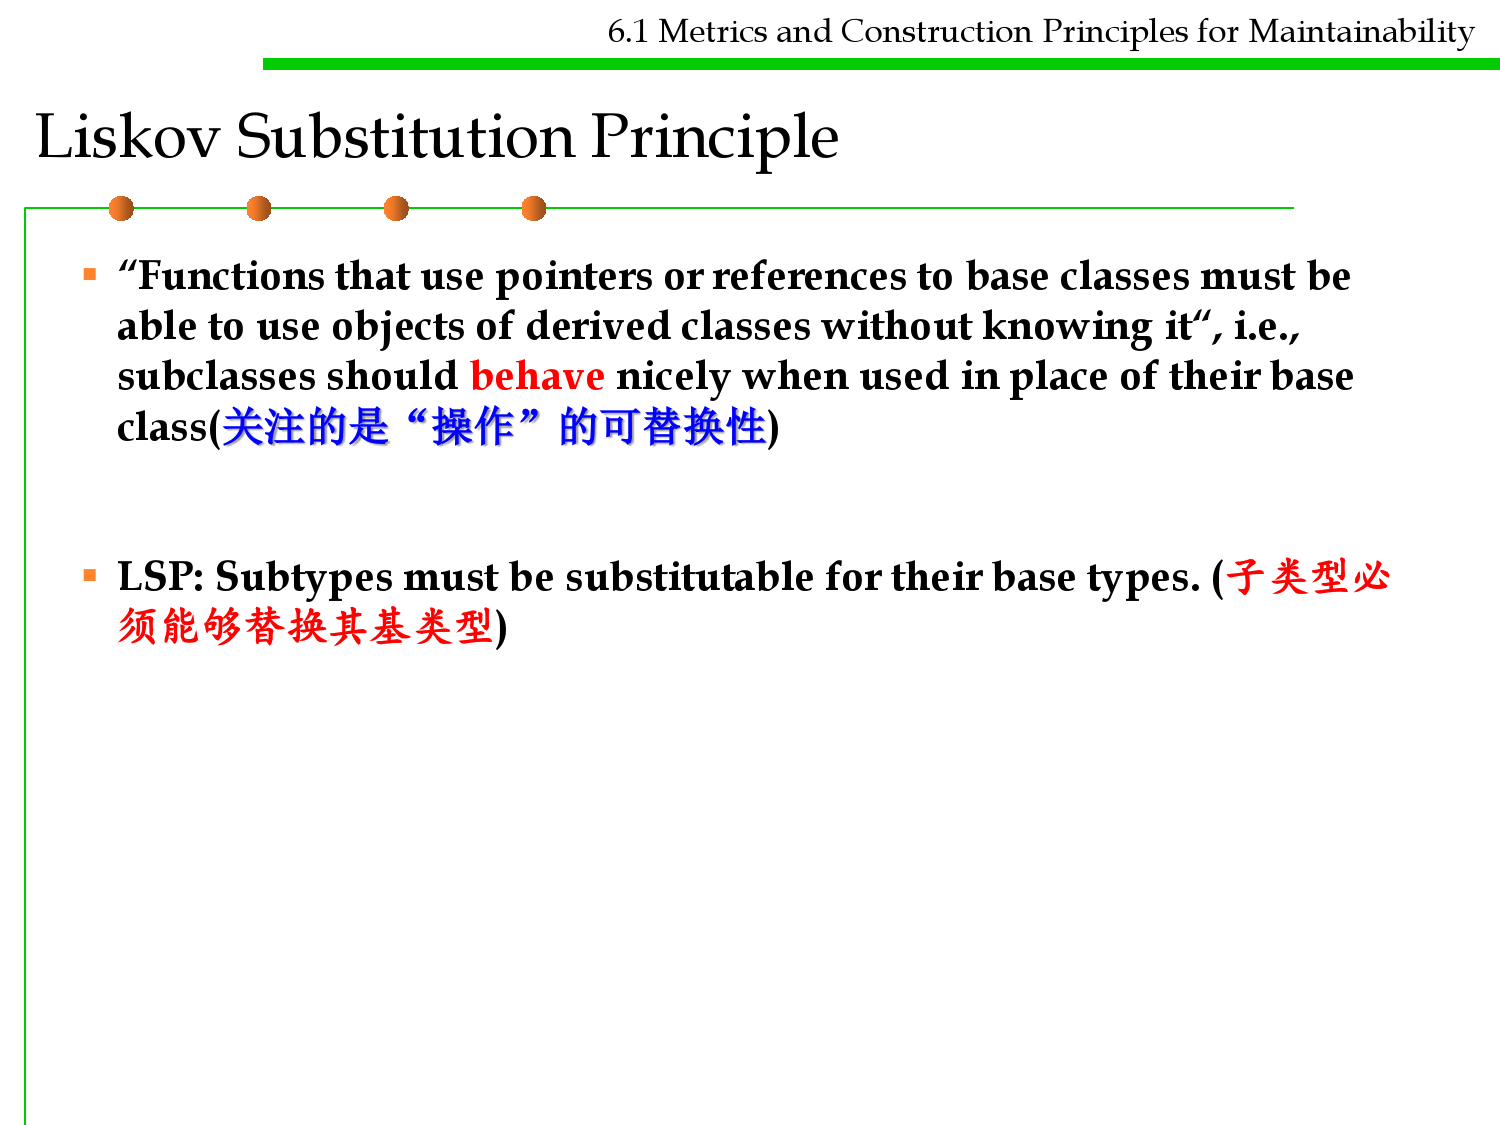 6.1 Metrics and Construction Principles for Maintainability
Liskov Substitution Principle
“Functions that use pointers or references to base classes must be
able to use objects of derived classes without knowing it“, i.e.,
subclasses should behave nicely when used in place of their base
class(关注的是“操作”的可替换性)
LSP: Subtypes must be substitutable for their base types. (子类型必
须能够替换其基类型)